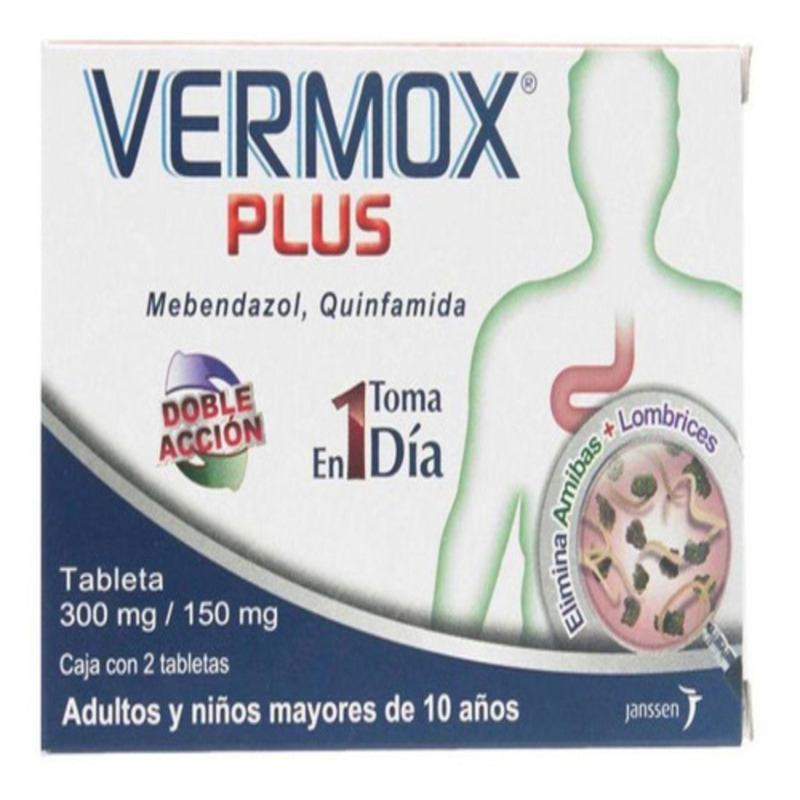 VERMOX®
PLUS
Mebendazol, Quinfamida
DOBLE
ACCIÓN
1 Toma
En Día
Elimina Amibas + Lombrices
Tableta
300 mg / 150 mg
Caja con 2 tabletas
Adultos y niños mayores de 10 años
janssen